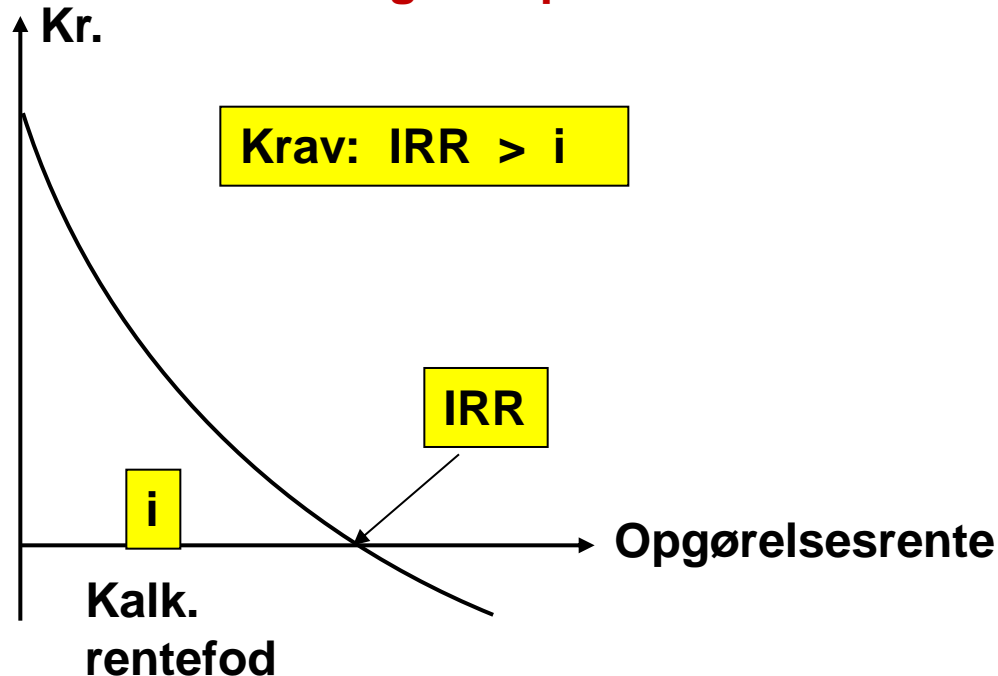 Kr.
Krav: IRR > i
IRR
i
Opgørelsesrente
Kalk.
rentefod